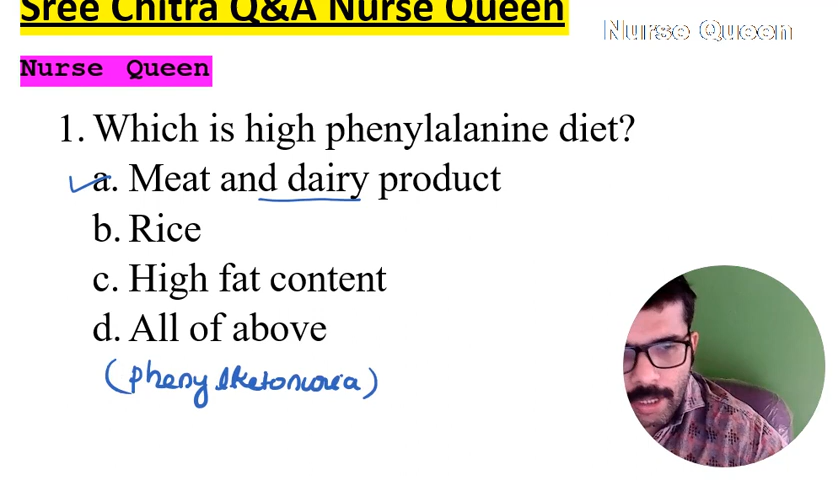 Sree Chitra Q&A Nurse Queen
Nurse Queen
Nurse Queen
1. Which is high phenylalanine diet?
a. Meat and dairy product
b. Rice
c. High fat content
d. All of above
(phenylketonuria)